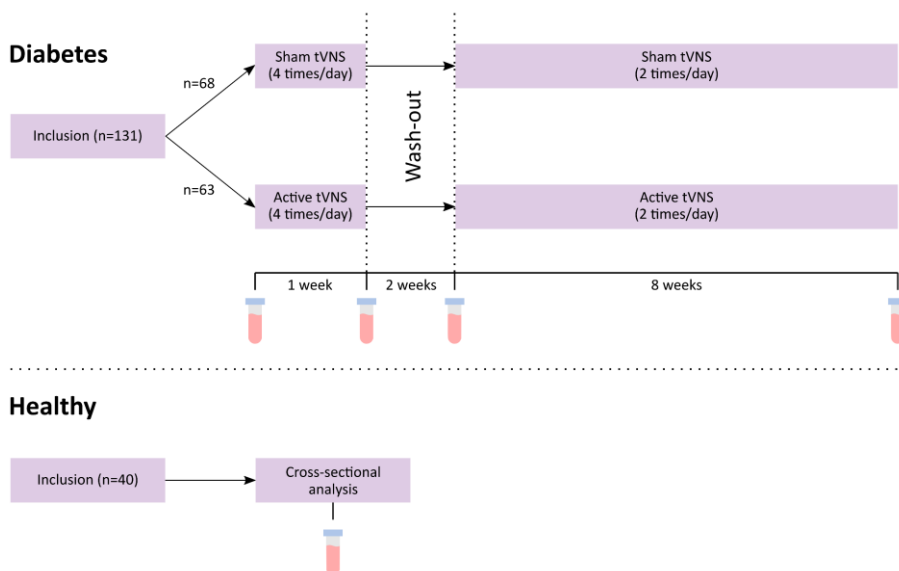 Diabetes
Sham tVNS
(4 times/day)
Sham tVNS
(2 times/day)
n=68
Inclusion (n=131)
Wash-out
n=63
Active tVNS
(4 times/day)
Active tVNS
(2 times/day)
1 week
2 weeks
8 weeks
Healthy
Inclusion (n=40)
Cross-sectional
analysis